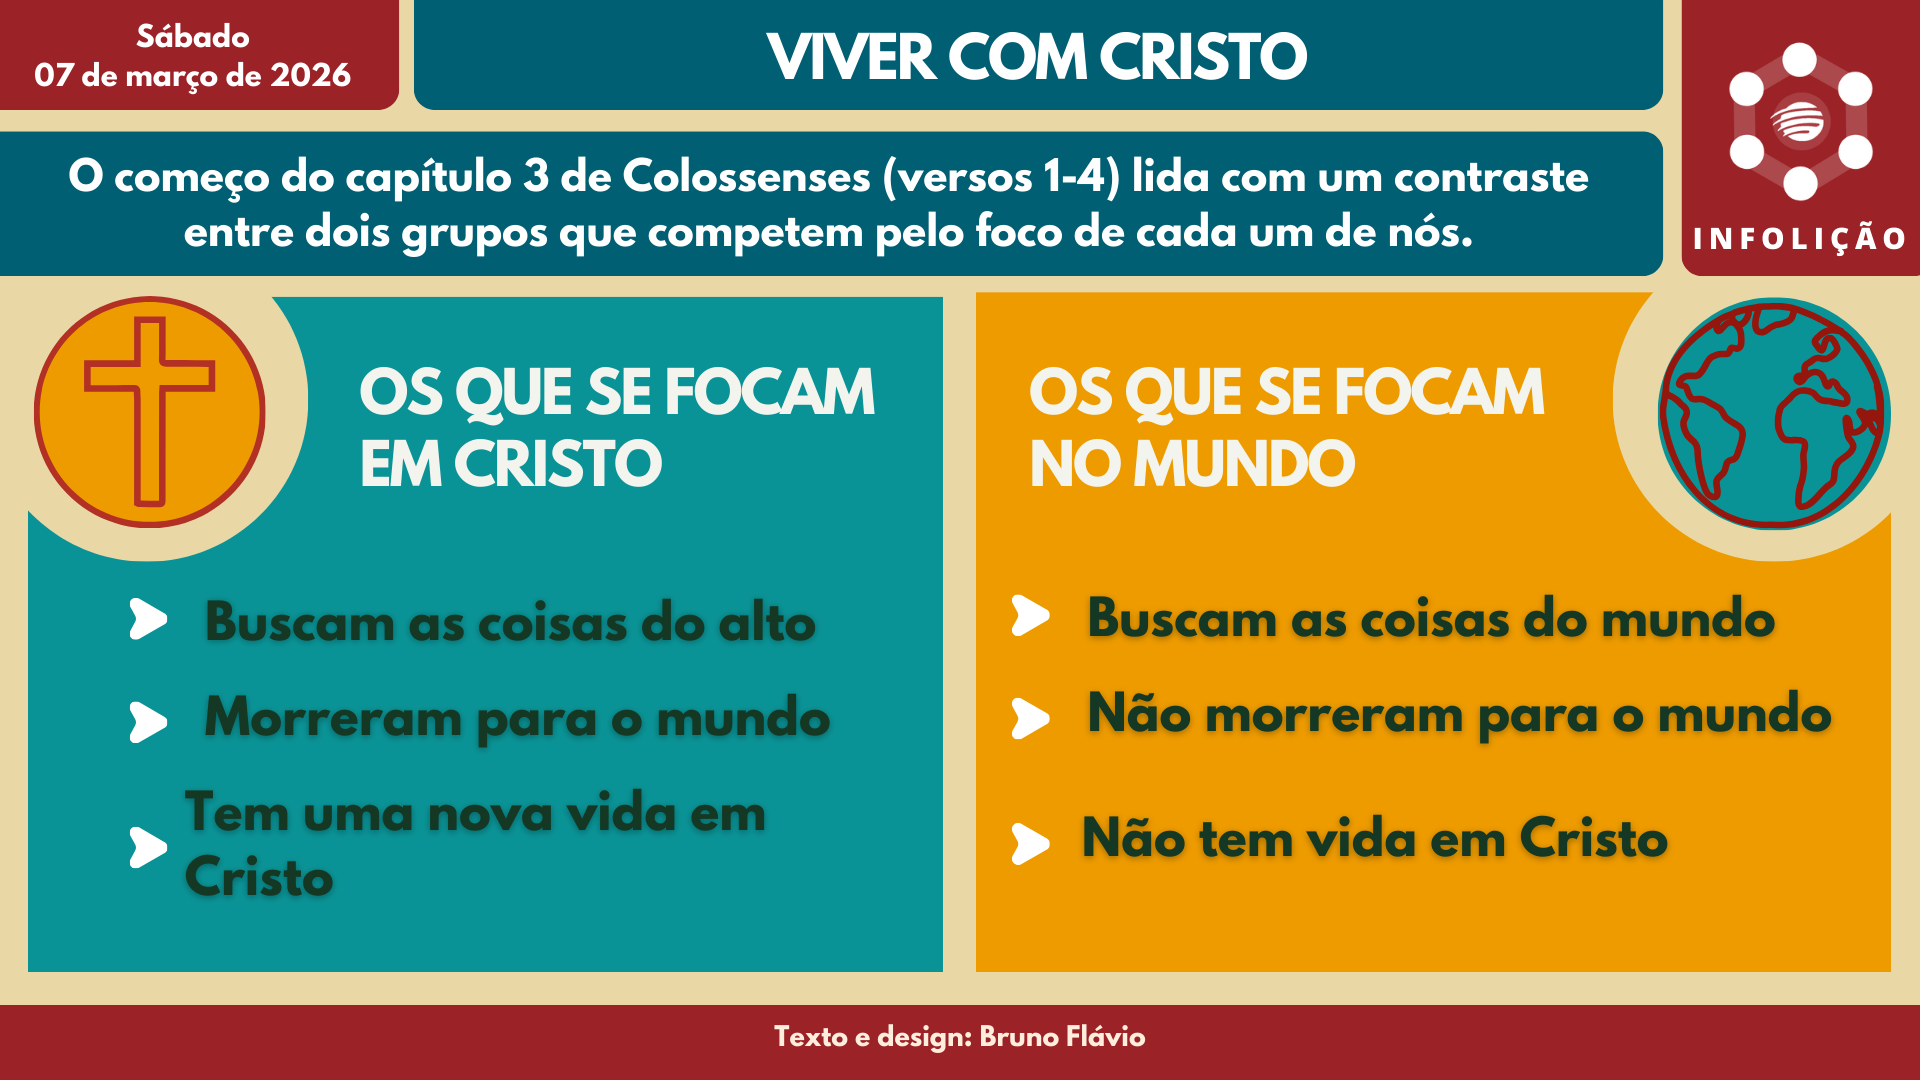 Sábado
07 de março de 2026
VIVER COM CRISTO
INFOLIÇÃO
O começo do capítulo 3 de Colossenses (versos 1-4) lida com um contraste
entre dois grupos que competem pelo foco de cada um de nós.
OS QUE SE FOCAM
EM CRISTO
Buscam as coisas do alto
Morreram para o mundo
Tem uma nova vida em
Cristo
OS QUE SE FOCAM
NO MUNDO
Buscam as coisas do mundo
Não morreram para o mundo
Não tem vida em Cristo
Texto e design: Bruno Flávio